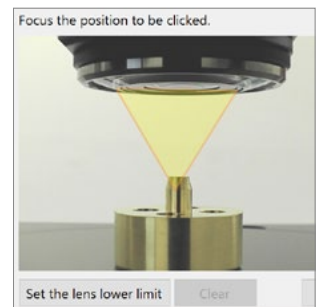 Focus the position to be clicked.
Set the lens lower limit
Clear